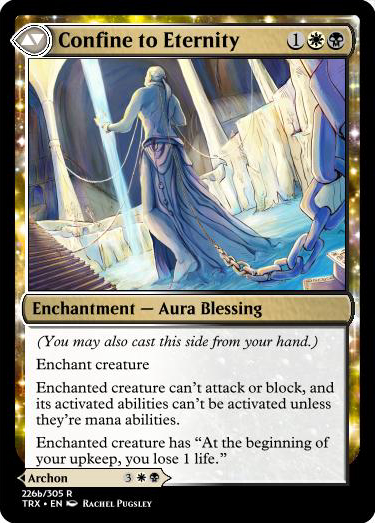 Confine to Eternity 1
Enchantment — Aura Blessing
(You may also cast this side from your hand.)
Enchant creature
Enchanted creature can't attack or block, and
its activated abilities can't be activated unless
they're mana abilities.
Enchanted creature has “At the beginning of
your upkeep, you lose 1 life.”
Archon 3
226b/305 R
TRX • EN Rachel Pugsley